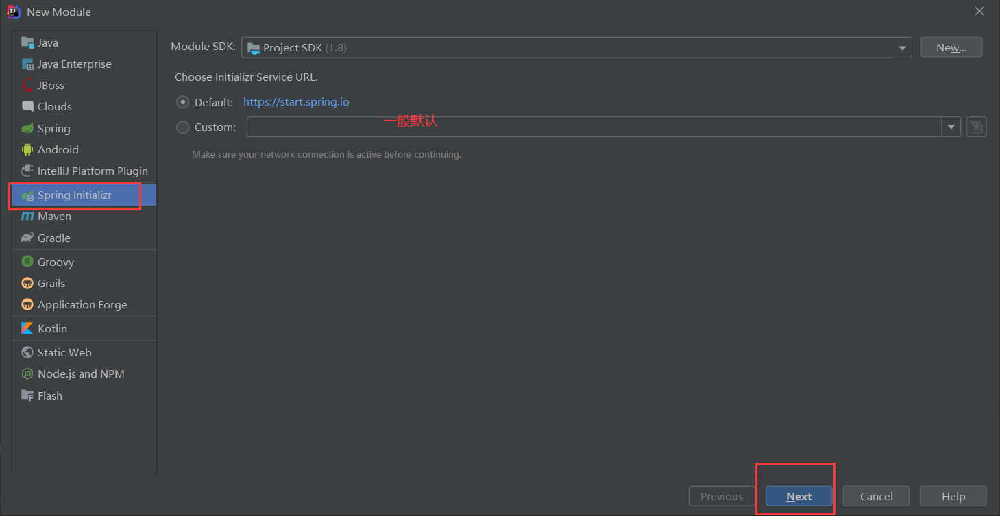 New Module
Java
Java Enterprise
JBoss
Clouds
Spring
Android
IntelliJ Platform Plugin
Spring Initializr
Maven
Gradle
Groovy
Grails
Application Forge
Kotlin
Static Web
Node.js and NPM
Flash
Module SDK: Project SDK (1.8) New...
Choose Initializr Service URL.
Default: https://start.spring.io
一般默认
Custom:
Make sure your network connection is active before continuing.
Previous Next Cancel Help